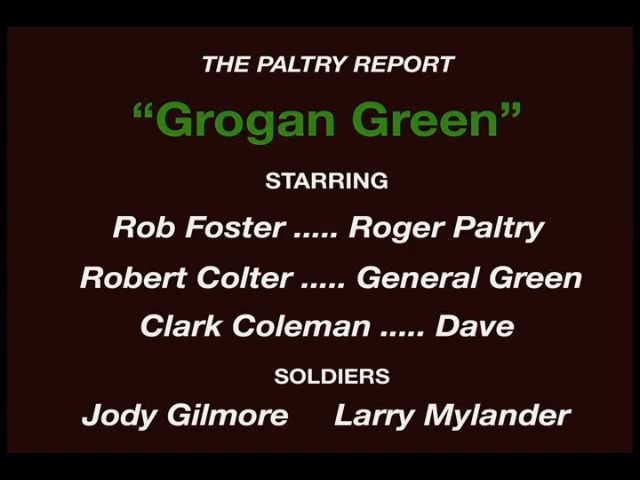 THE PALTRY REPORT
“Grogan Green”
STARRING
Rob Foster ..... Roger Paltry
Robert Colter ..... General Green
Clark Coleman ..... Dave
SOLDIERS
Jody Gilmore Larry Mylander